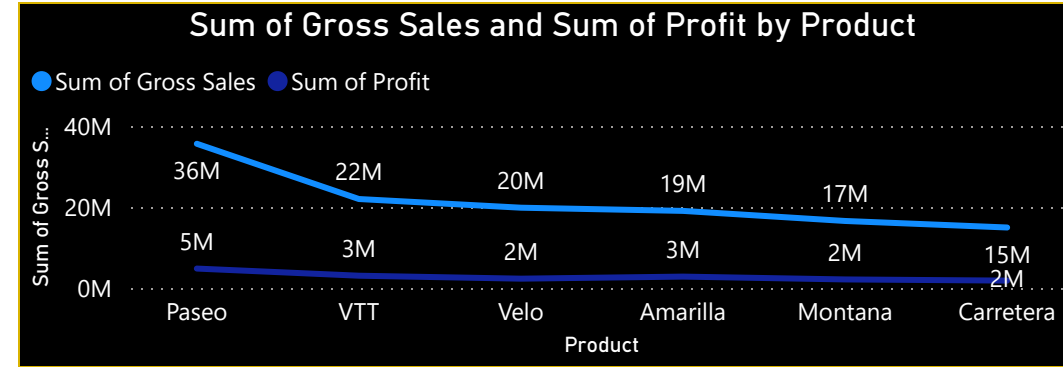 Sum of Gross Sales and Sum of Profit by Product
Sum of Gross Sales Sum of Profit
Sum of Gross S...
40M
20M
0M
36M 22M 20M 19M 17M 15M
5M 3M 2M 3M 2M 2M
Paseo VTT Velo Amarilla Montana Carretera
Product